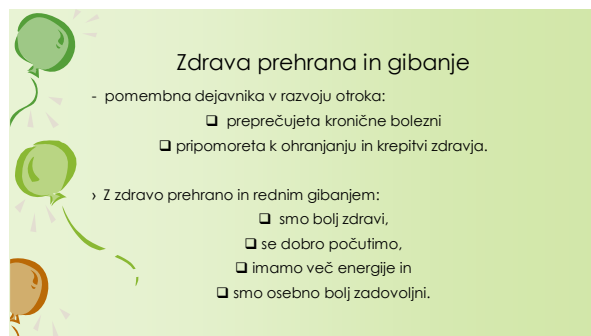 Zdrava prehrana in gibanje
- pomembna dejavnika v razvoju otroka:
❑ preprečujeta kronične bolezni
❑ pripomoreta k ohranjanju in krepitvi zdravja.
› Z zdravo prehrano in rednim gibanjem:
❑ smo bolj zdravi,
❑ se dobro počutimo,
❑ imamo več energije in
❑ smo osebno bolj zadovoljni.